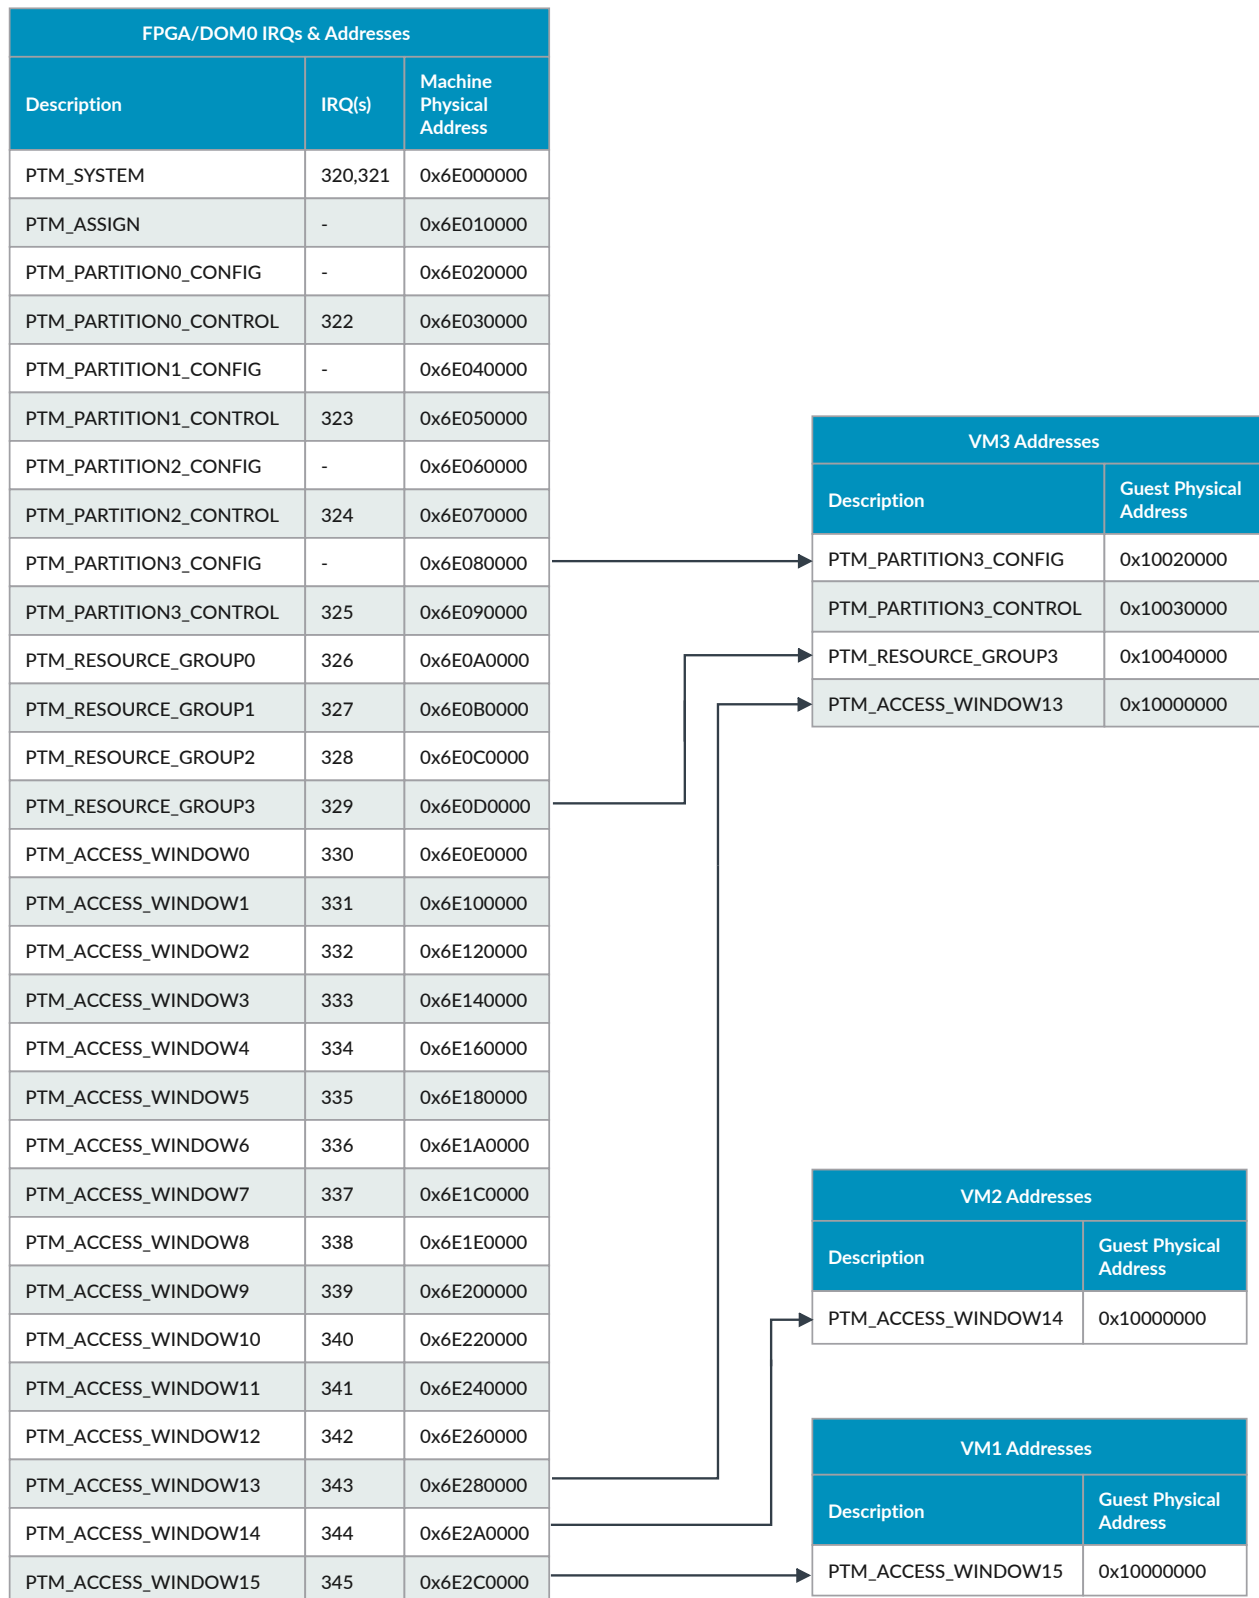 FPGA/DOM0 IRQs & Addresses
Description IRQ(s) Machine Physical Address
PTM_SYSTEM 320,321 0x6E000000
PTM_ASSIGN - 0x6E010000
PTM_PARTITION0_CONFIG - 0x6E020000
PTM_PARTITION0_CONTROL 322 0x6E030000
PTM_PARTITION1_CONFIG - 0x6E040000
PTM_PARTITION1_CONTROL 323 0x6E050000
PTM_PARTITION2_CONFIG - 0x6E060000
PTM_PARTITION2_CONTROL 324 0x6E070000
PTM_PARTITION3_CONFIG - 0x6E080000
PTM_PARTITION3_CONTROL 325 0x6E090000
PTM_RESOURCE_GROUP0 326 0x6E0A0000
PTM_RESOURCE_GROUP1 327 0x6E0B0000
PTM_RESOURCE_GROUP2 328 0x6E0C0000
PTM_RESOURCE_GROUP3 329 0x6E0D0000
PTM_ACCESS_WINDOW0 330 0x6E0E0000
PTM_ACCESS_WINDOW1 331 0x6E100000
PTM_ACCESS_WINDOW2 332 0x6E120000
PTM_ACCESS_WINDOW3 333 0x6E140000
PTM_ACCESS_WINDOW4 334 0x6E160000
PTM_ACCESS_WINDOW5 335 0x6E180000
PTM_ACCESS_WINDOW6 336 0x6E1A0000
PTM_ACCESS_WINDOW7 337 0x6E1C0000
PTM_ACCESS_WINDOW8 338 0x6E1E0000
PTM_ACCESS_WINDOW9 339 0x6E200000
PTM_ACCESS_WINDOW10 340 0x6E220000
PTM_ACCESS_WINDOW11 341 0x6E240000
PTM_ACCESS_WINDOW12 342 0x6E260000
PTM_ACCESS_WINDOW13 343 0x6E280000
PTM_ACCESS_WINDOW14 344 0x6E2A0000
PTM_ACCESS_WINDOW15 345 0x6E2C0000
VM3 Addresses
Description Guest Physical Address
PTM_PARTITION3_CONFIG 0x10020000
PTM_PARTITION3_CONTROL 0x10030000
PTM_RESOURCE_GROUP3 0x10040000
PTM_ACCESS_WINDOW13 0x10000000
VM2 Addresses
Description Guest Physical Address
PTM_ACCESS_WINDOW14 0x10000000
VM1 Addresses
Description Guest Physical Address
PTM_ACCESS_WINDOW15 0x10000000